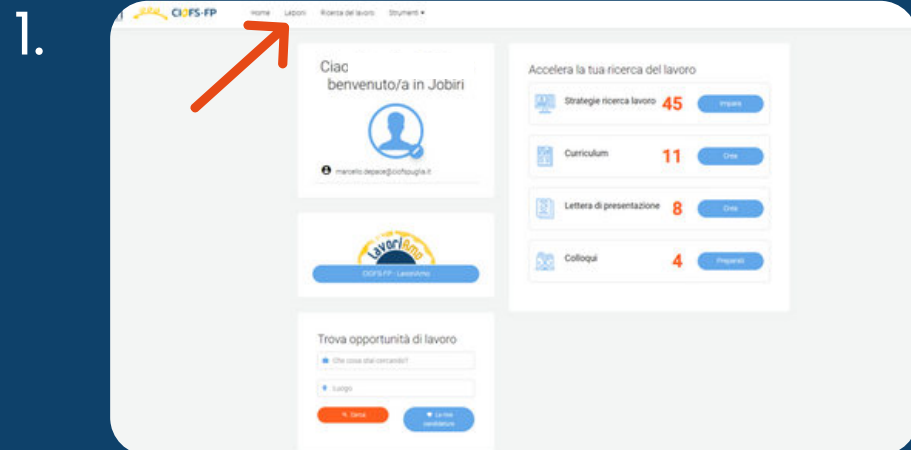 1.
CIOFS-FP
Home Lezioni Ricerca del lavoro Strumenti
Ciao
benvenuto/a in Jobiri
marcello.depace@ciofspuglia.it
LavoriAmo
CIOFS-FP - LavoriAmo
Trova opportunità di lavoro
Che cosa stai cercando?
Luogo
Cerca
Le mie candidature
Accelera la tua ricerca del lavoro
Strategie ricerca lavoro 45 Impara
Curriculum 11 Crea
Lettera di presentazione 8 Crea
Colloqui 4 Preparati